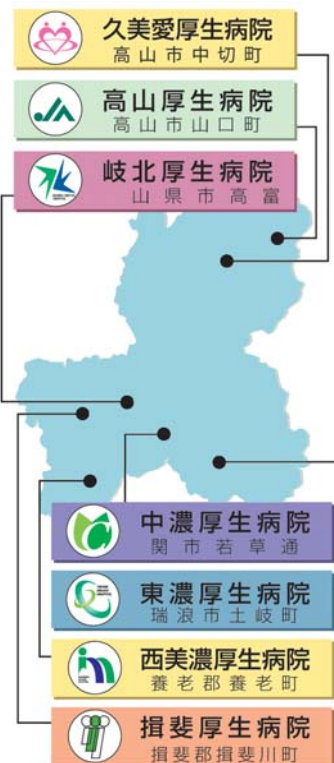 久美愛厚生病院
高山市中切町
高山厚生病院
高山市山口町
岐北厚生病院
山県市高富
中濃厚生病院
関市若草通
東濃厚生病院
瑞浪市土岐町
西美濃厚生病院
養老郡養老町
揖斐厚生病院
揖斐郡揖斐川町